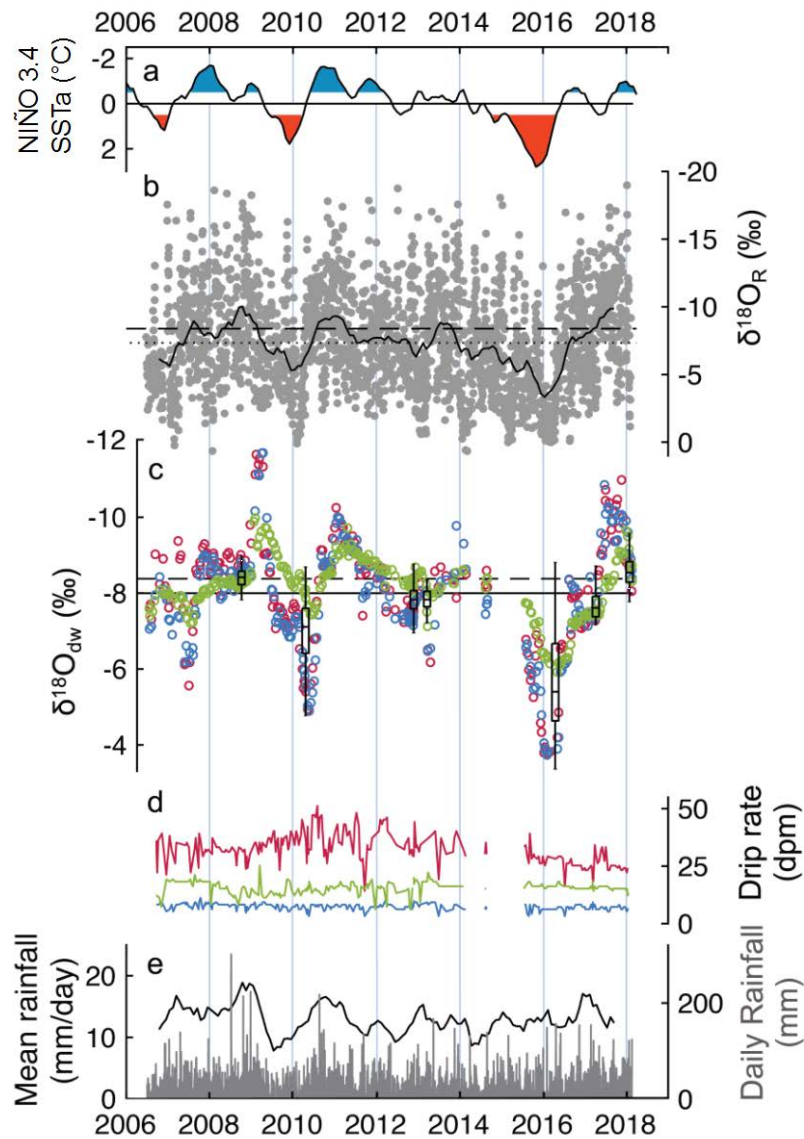 2006 2008 2010 2012 2014 2016 2018
a
NIÑO 3.4
SSTa (°C)
-2
0
2
b
-20
-15
-10
-5
0
δ¹⁸O_R (‰)
c
-12
-10
-8
-6
-4
δ¹⁸O_dw (‰)
d
50
25
0
Drip rate
(dpm)
e
Mean rainfall
(mm/day)
20
10
0
200
0
Daily Rainfall
(mm)
2006 2008 2010 2012 2014 2016 2018